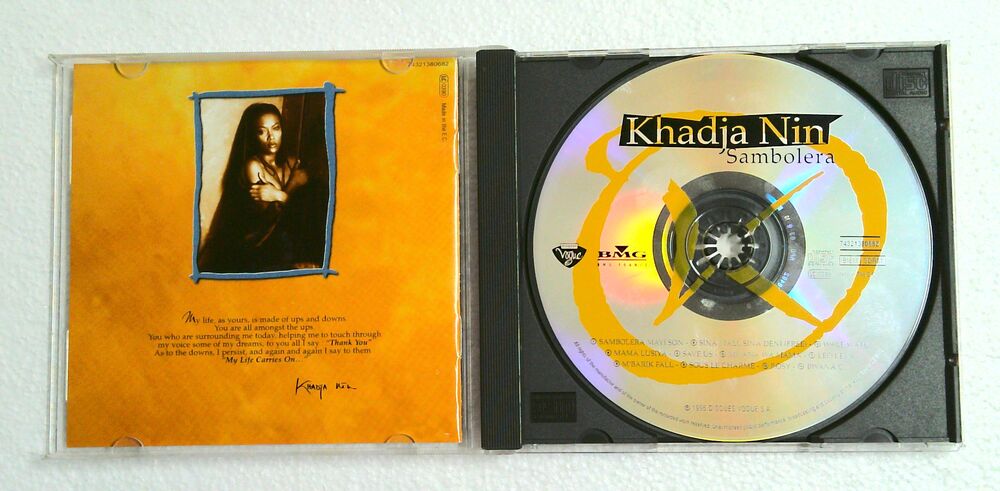 74321380682
Made in the E.C.
My life, as yours, is made of ups and downs.
You are all amongst the ups.
You who are surrounding me today, helping me to touch through
my voice some of my dreams, to you all I say "Thank You"
As to the downs, I persist, and again and again I say to them
"My Life Carries On..."
Khadja Nin
DISC
AUDIO
Khadja Nin
Sambolera
Vogue
BMG
74321380682
SAMBOLERA MAYI SON
MAMA LUSIYA SAVE US
M'BARIK FALL SOUS LE CHARME
℗ 1996 DISQUES VOGUE S.A.